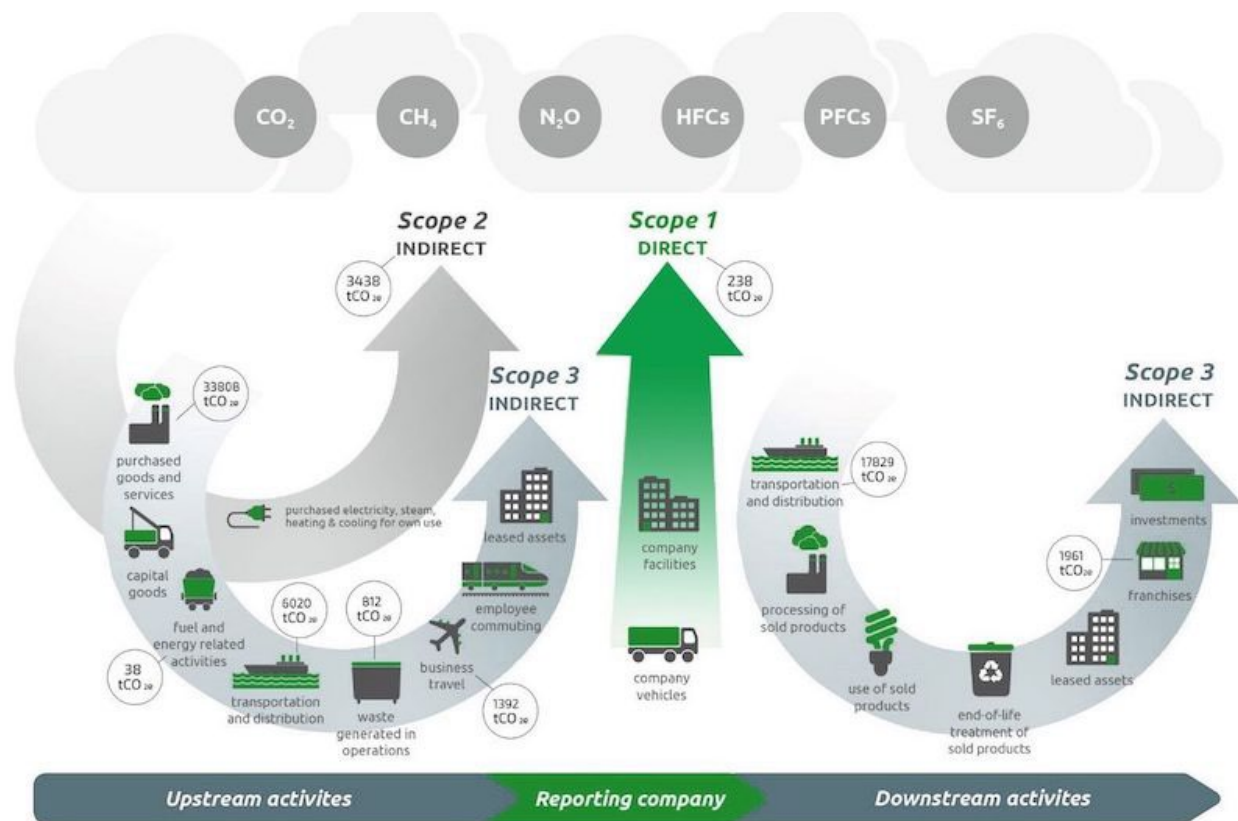 CO₂
CH₄
N₂O
HFCs
PFCs
SF₆
Scope 2
INDIRECT
3438
tCO₂e
Scope 1
DIRECT
238
tCO₂e
Scope 3
INDIRECT
Scope 3
INDIRECT
33808
tCO₂e
purchased
goods and
services
purchased electricity, steam,
heating & cooling for own use
capital
goods
fuel and
energy related
activities
38
tCO₂e
6020
tCO₂e
transportation
and distribution
812
tCO₂e
waste
generated in
operations
business
travel
1392
tCO₂e
employee
commuting
leased assets
company
facilities
company
vehicles
transportation
and distribution
17829
tCO₂e
processing of
sold products
use of sold
products
end-of-life
treatment of
sold products
leased assets
1961
tCO₂e
franchises
investments
Upstream activites
Reporting company
Downstream activites